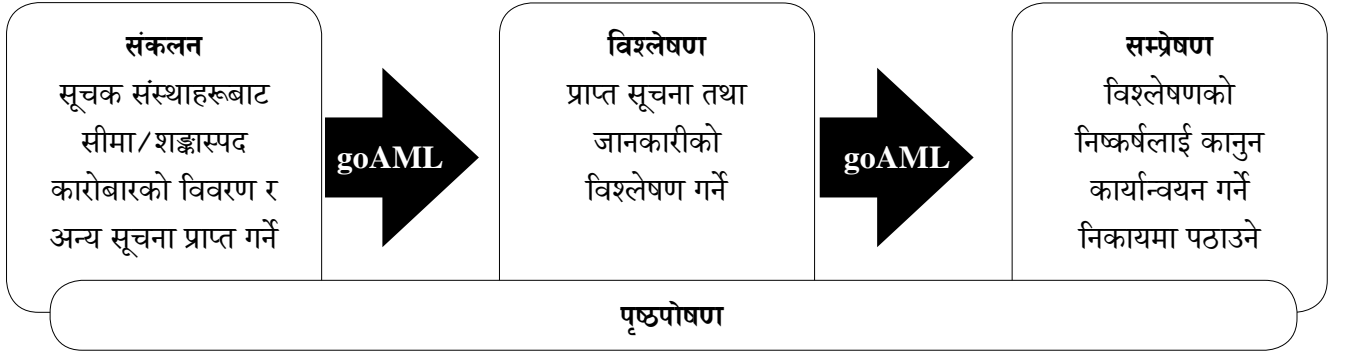 संकलन
सूचक संस्थाहरूबाट
सीमा/शङ्कास्पद
कारोबारको विवरण र
अन्य सूचना प्राप्त गर्ने
goAML
विश्लेषण
प्राप्त सूचना तथा
जानकारीको
विश्लेषण गर्ने
goAML
सम्प्रेषण
विश्लेषणको
निष्कर्षलाई कानुन
कार्यान्वयन गर्ने
निकायमा पठाउने
पृष्ठपोषण